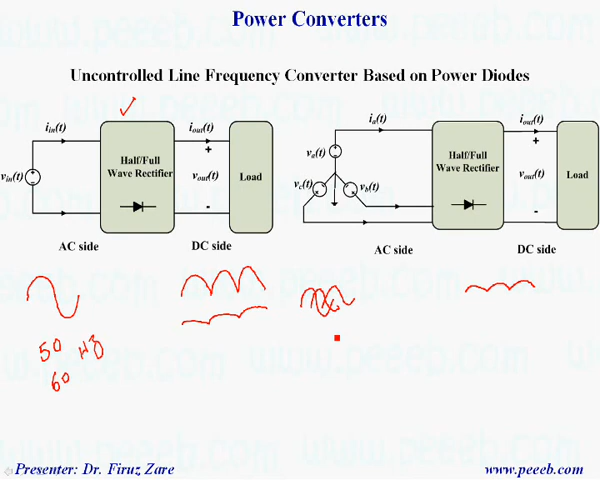 Power Converters
Uncontrolled Line Frequency Converter Based on Power Diodes
iin(t)
iout(t)
+
Half/Full
Wave Rectifier
vin(t)
vout(t)
Load
-
AC side
DC side
ia(t)
iout(t)
+
va(t)
Half/Full
Wave Rectifier
vc(t)
vb(t)
vout(t)
Load
-
AC side
DC side
50 Hz
60
Presenter: Dr. Firuz Zare
www.peeeb.com